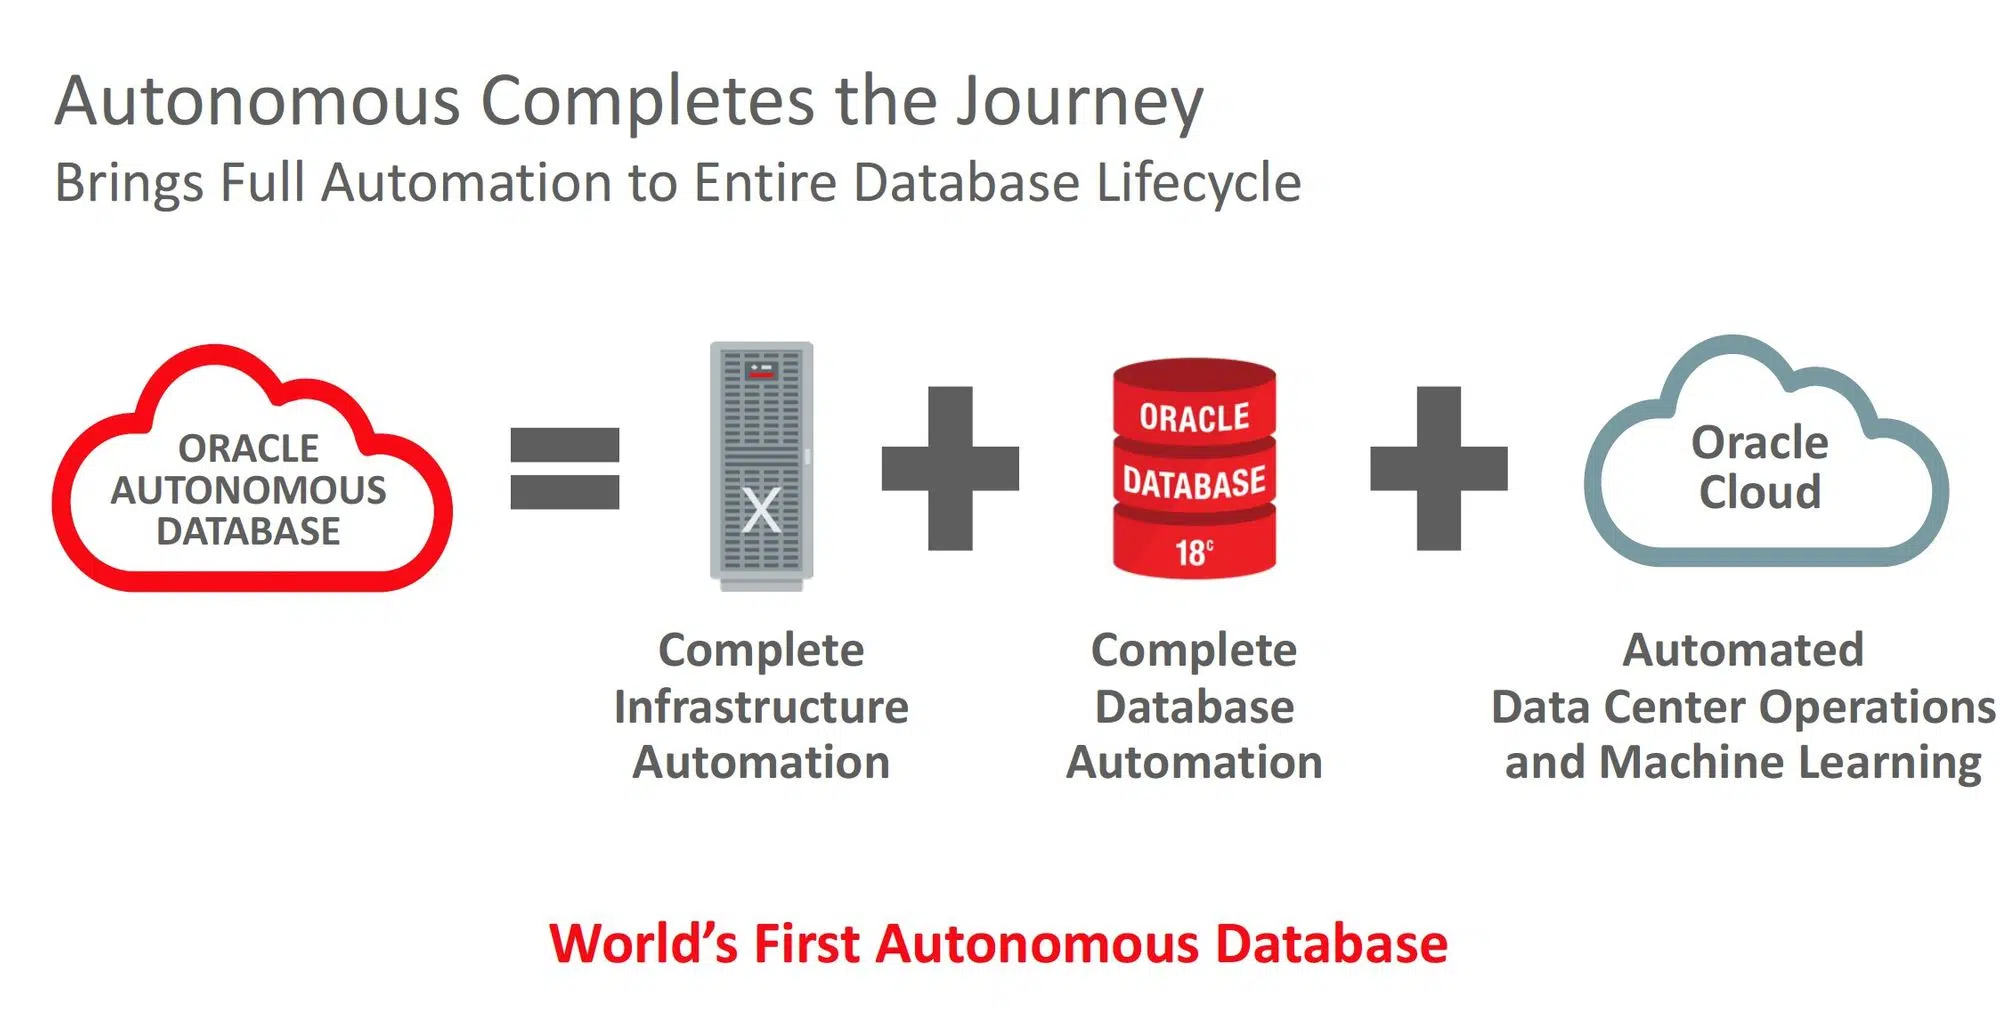 Autonomous Completes the Journey
Brings Full Automation to Entire Database Lifecycle
ORACLE
AUTONOMOUS
DATABASE
X
ORACLE
DATABASE
18c
Oracle
Cloud
Complete
Infrastructure
Automation
Complete
Database
Automation
Automated
Data Center Operations
and Machine Learning
World’s First Autonomous Database